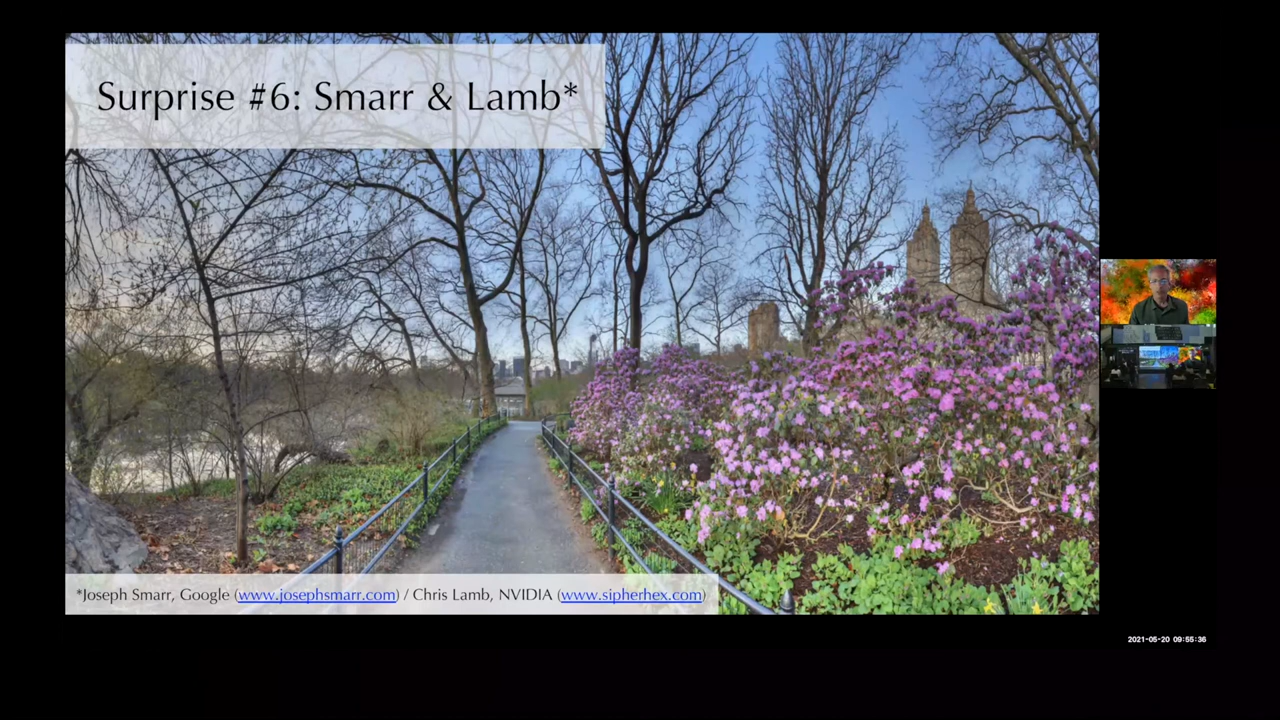 Surprise #6: Smarr & Lamb*
*Joseph Smarr, Google (www.josephsmarr.com) / Chris Lamb, NVIDIA (www.sipherhex.com)
2021-05-20 09:55:36